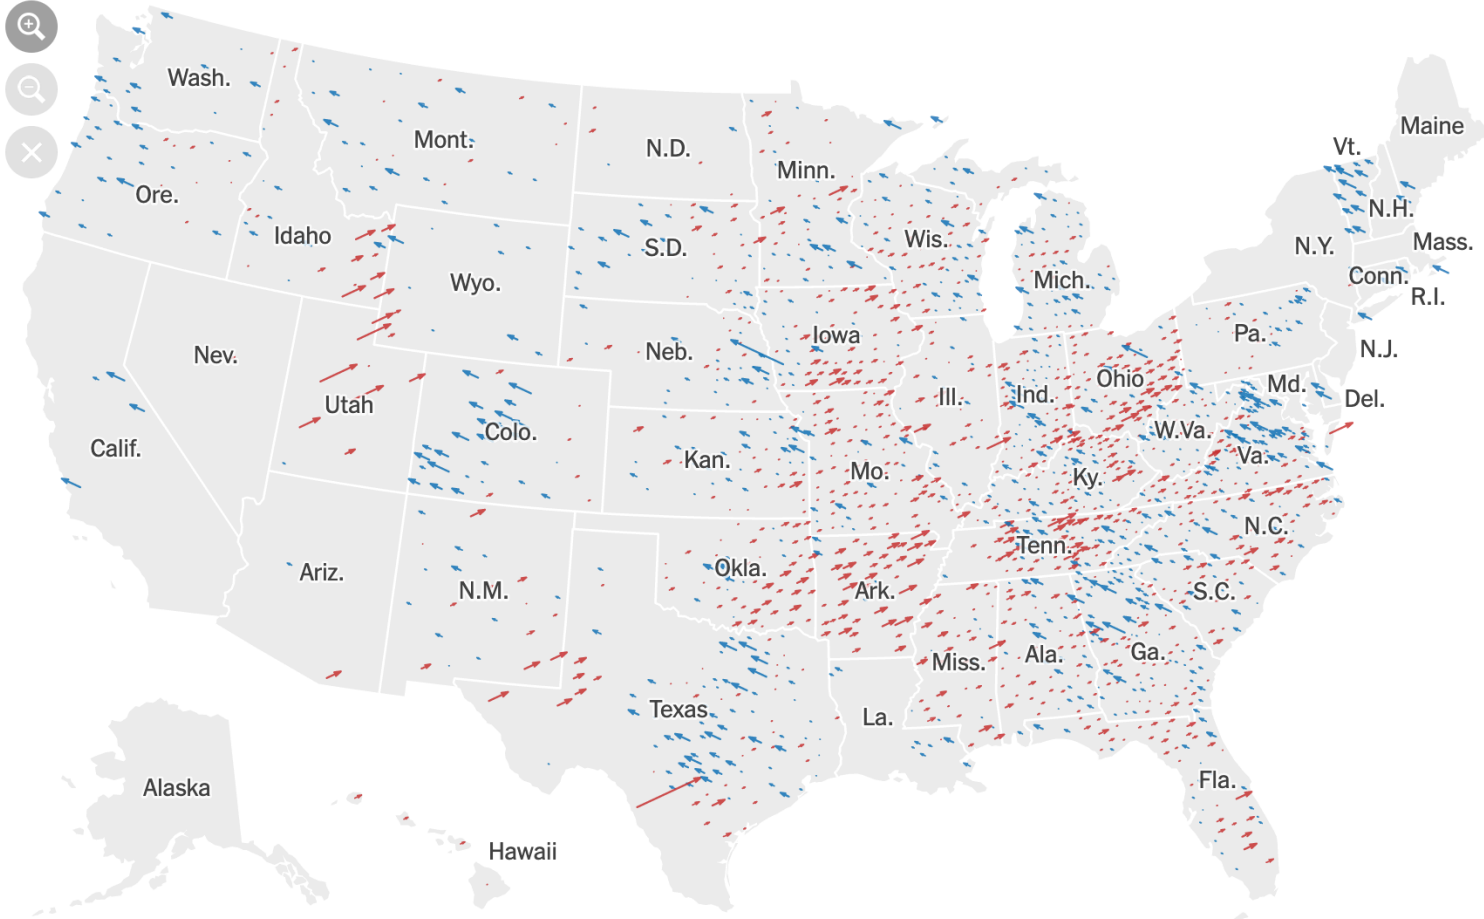 Wash.
Maine
Vt.
Mont.
N.D.
Minn.
Ore.
N.H.
Idaho
Wis.
Mass.
N.Y.
S.D.
Conn.
Mich.
Wyo.
R.I.
Iowa
Pa.
N.J.
Nev.
Neb.
Ohio
Md.
Ind.
Ill.
Del.
Utah
Colo.
W.Va.
Calif.
Va.
Kan.
Mo.
Ky.
N.C.
Tenn.
Okla.
Ariz.
N.M.
Ark.
S.C.
Miss.
Ala.
Ga.
Texas
La.
Fla.
Alaska
Hawaii